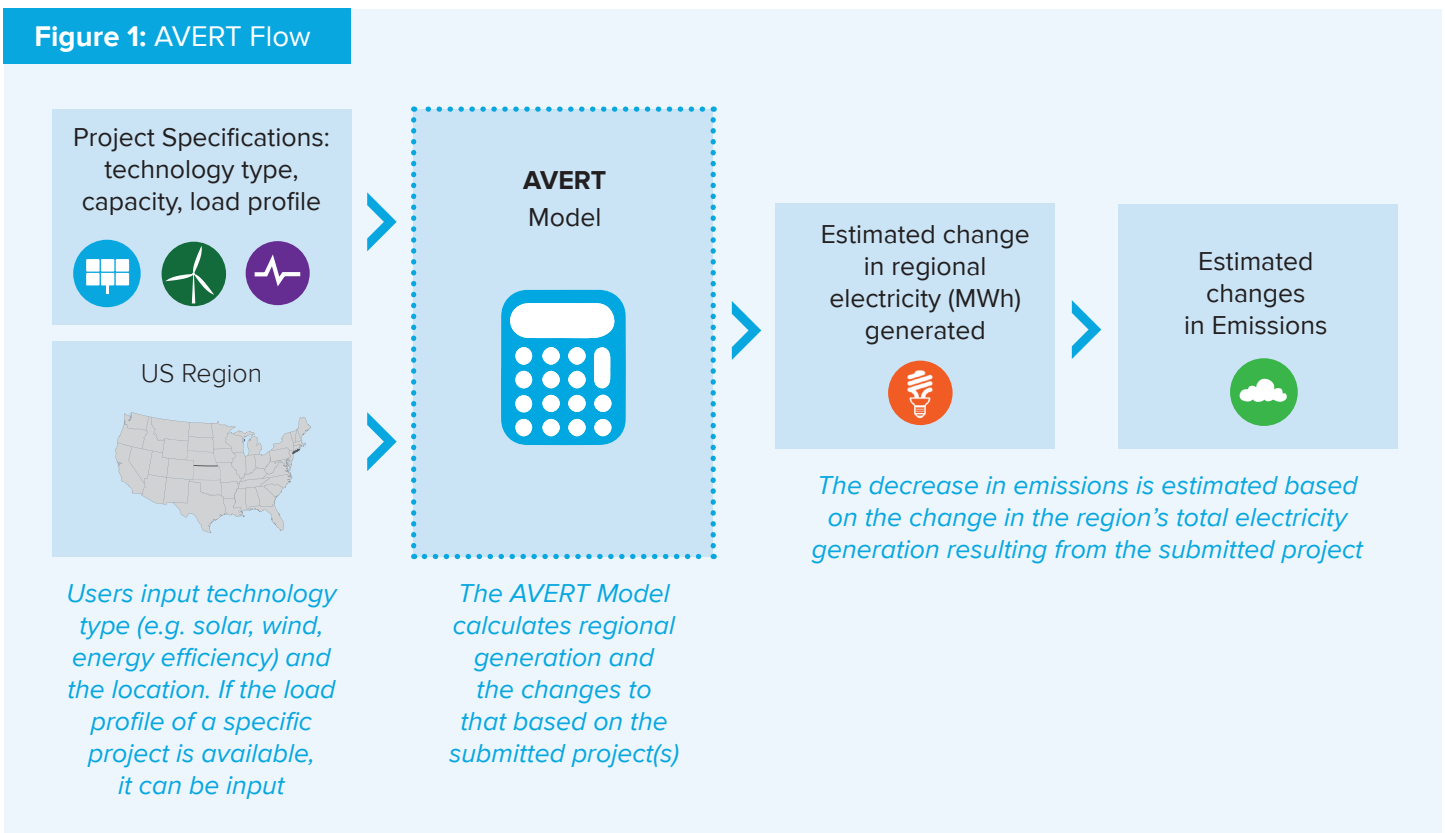 Figure 1: AVERT Flow
Project Specifications:
technology type,
capacity, load profile
US Region
Users input technology
type (e.g. solar, wind,
energy efficiency) and
the location. If the load
profile of a specific
project is available,
it can be input
AVERT
Model
The AVERT Model
calculates regional
generation and
the changes to
that based on the
submitted project(s)
Estimated change
in regional
electricity (MWh)
generated
Estimated
changes
in Emissions
The decrease in emissions is estimated based
on the change in the region’s total electricity
generation resulting from the submitted project